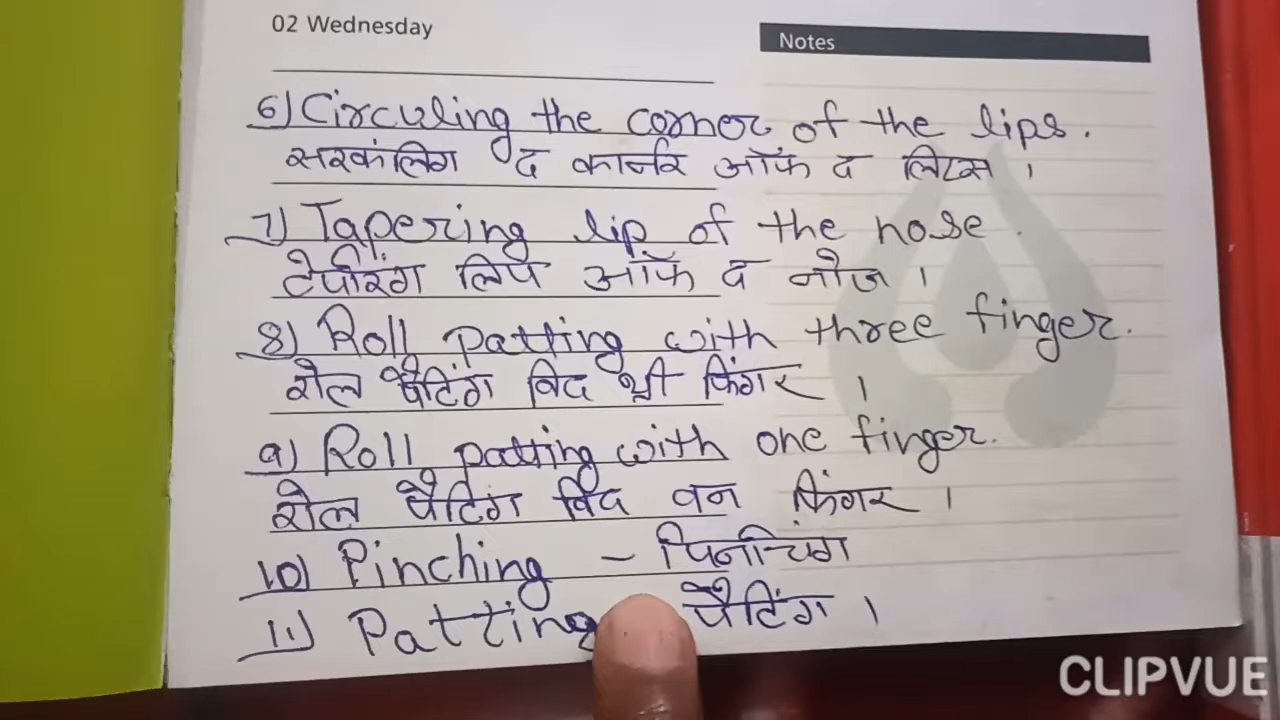 02 Wednesday
Notes
6) Circuling the corner of the lips.
सरकंलिग द कार्नर ऑफ द लिप्स ।
7) Tapering lip of the nose.
टेपरिंग लिप ऑफ द नौज ।
8) Roll patting with three finger.
रोल पैटिंग विद थ्री फिंगर ।
9) Roll patting with one finger.
रोल पैटिंग विद वन फिंगर ।
10) Pinching – पिनचिंग
11) Patting पैटिंग ।
CLIPVUE